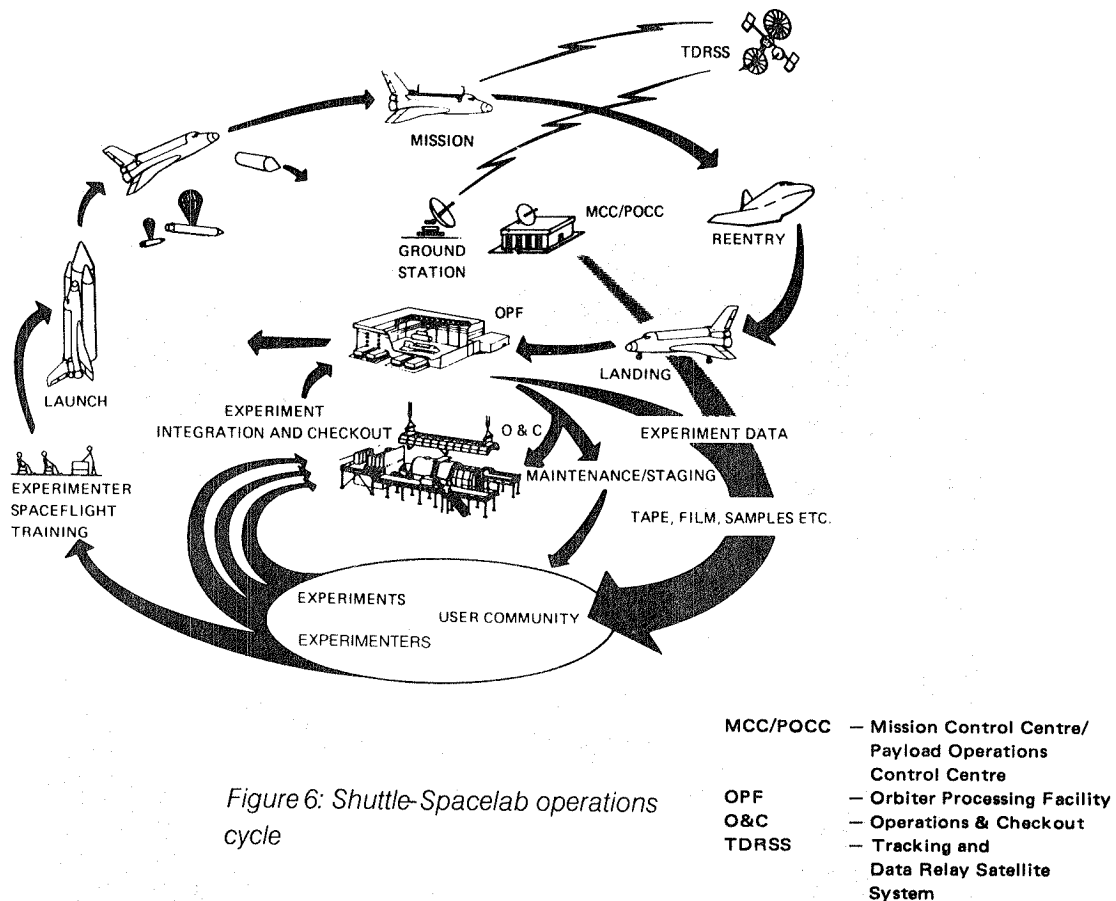 TDRSS
MISSION
MCC/POCC
REENTRY
GROUND
STATION
OPF
LANDING
LAUNCH
EXPERIMENT
INTEGRATION AND CHECKOUT
O & C
EXPERIMENT DATA
MAINTENANCE/STAGING
EXPERIMENTER
SPACEFLIGHT
TRAINING
TAPE, FILM, SAMPLES ETC.
EXPERIMENTS
USER COMMUNITY
EXPERIMENTERS
MCC/POCC – Mission Control Centre/
Payload Operations
Control Centre
OPF – Orbiter Processing Facility
O&C – Operations & Checkout
TDRSS – Tracking and
Data Relay Satellite
System
Figure 6: Shuttle-Spacelab operations
cycle